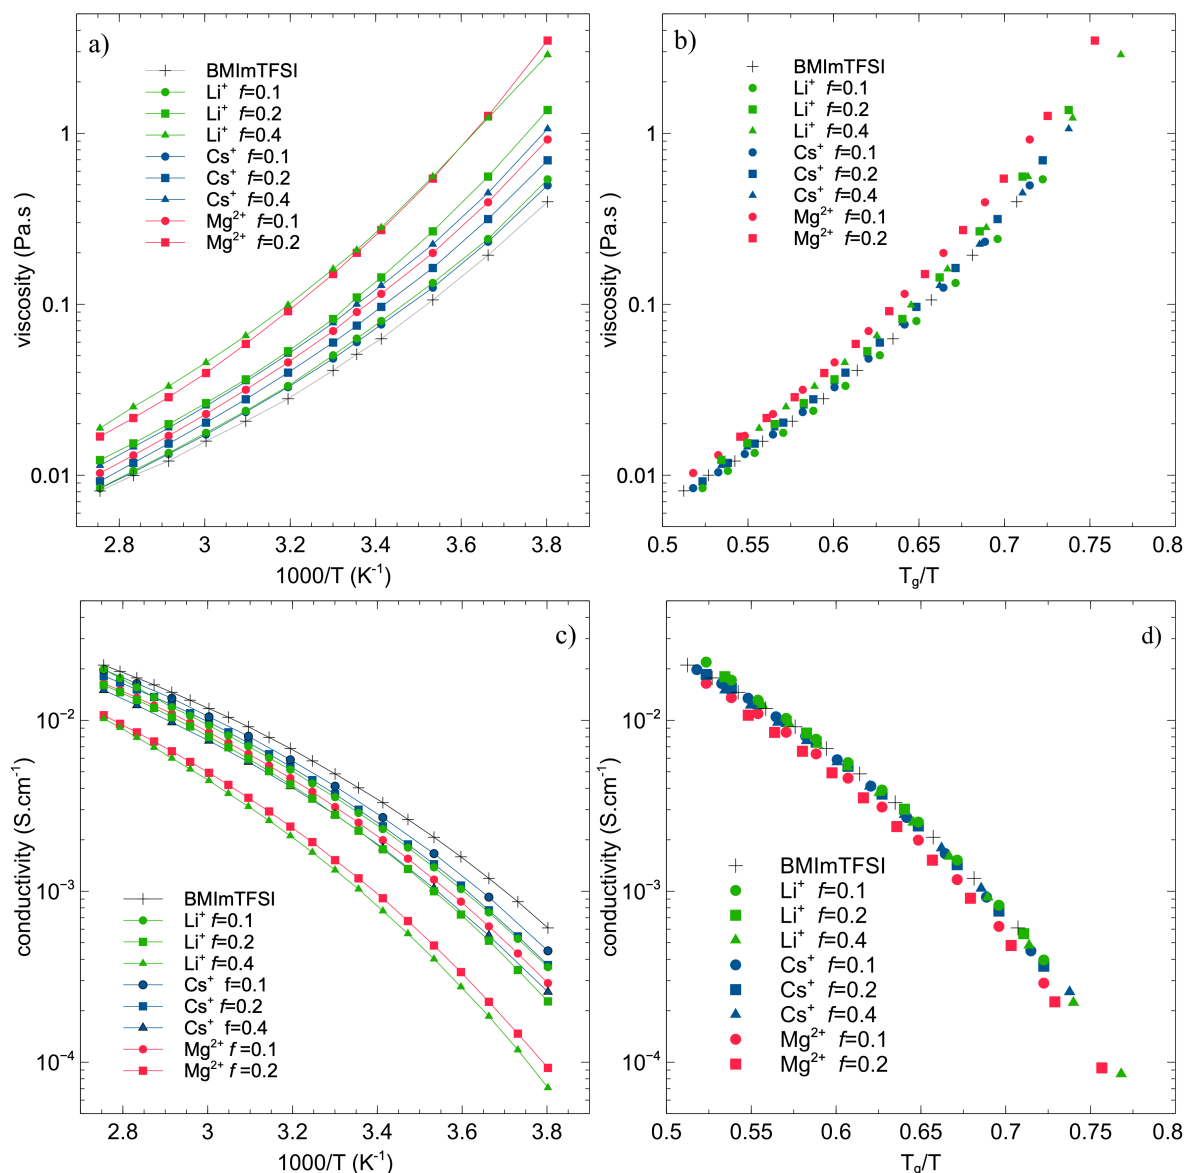 a)
BMImTFSI
Li⁺ f=0.1
Li⁺ f=0.2
Li⁺ f=0.4
Cs⁺ f=0.1
Cs⁺ f=0.2
Cs⁺ f=0.4
Mg²⁺ f=0.1
Mg²⁺ f=0.2
viscosity (Pa.s)
1
0.1
0.01
2.8 3 3.2 3.4 3.6 3.8
1000/T (K⁻¹)
b)
BMImTFSI
Li⁺ f=0.1
Li⁺ f=0.2
Li⁺ f=0.4
Cs⁺ f=0.1
Cs⁺ f=0.2
Cs⁺ f=0.4
Mg²⁺ f=0.1
Mg²⁺ f=0.2
viscosity (Pa.s)
1
0.1
0.01
0.5 0.55 0.6 0.65 0.7 0.75 0.8
T_g/T
c)
conductivity (S.cm⁻¹)
10⁻²
10⁻³
10⁻⁴
BMImTFSI
Li⁺ f=0.1
Li⁺ f=0.2
Li⁺ f=0.4
Cs⁺ f=0.1
Cs⁺ f=0.2
Cs⁺ f=0.4
Mg²⁺ f=0.1
Mg²⁺ f=0.2
2.8 3 3.2 3.4 3.6 3.8
1000/T (K⁻¹)
d)
conductivity (S.cm⁻¹)
10⁻²
10⁻³
10⁻⁴
BMImTFSI
Li⁺ f=0.1
Li⁺ f=0.2
Li⁺ f=0.4
Cs⁺ f=0.1
Cs⁺ f=0.2
Cs⁺ f=0.4
Mg²⁺ f=0.1
Mg²⁺ f=0.2
0.5 0.55 0.6 0.65 0.7 0.75 0.8
T_g/T